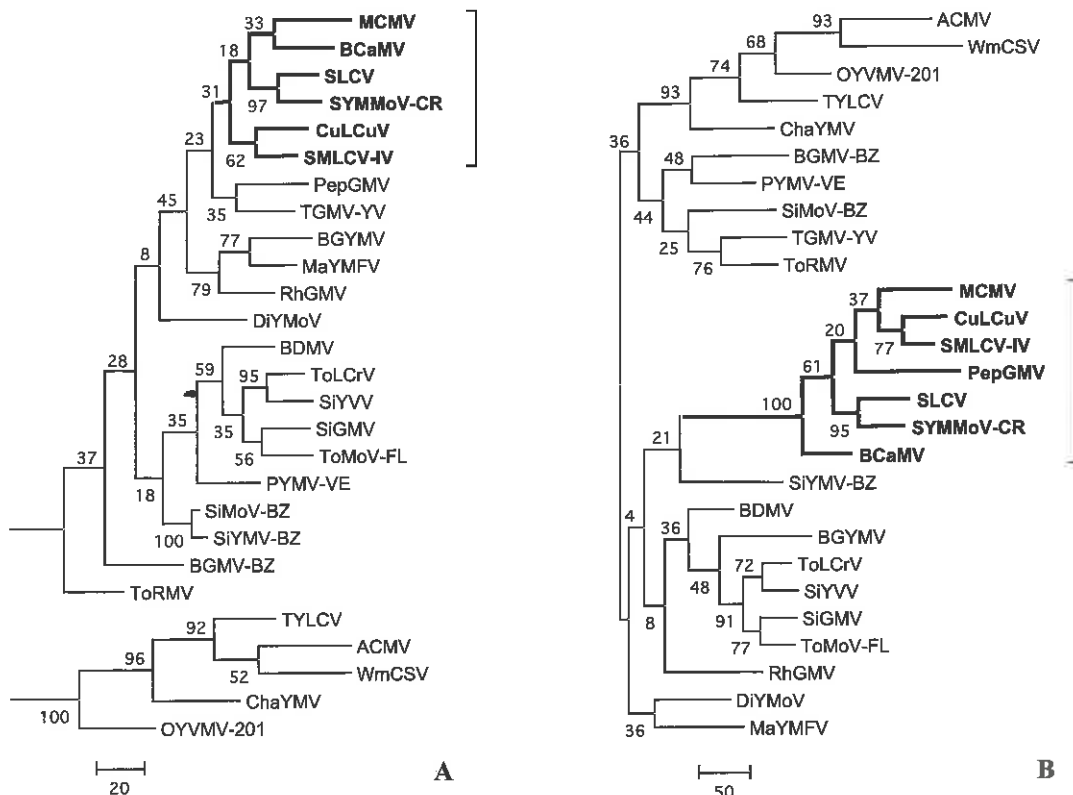 33
MCMV
18
BCaMV
SLCV
31
97
SYMMoV-CR
23
CuLCuV
62
SMLCV-IV
45
PepGMV
35
TGMV-YV
8
77
BGYMV
MaYMFV
79
RhGMV
DiYMoV
28
BDMV
59
95
ToLCrV
SiYVV
35
35
SiGMV
56
ToMoV-FL
37
PYMV-VE
18
SiMoV-BZ
100
SiYMV-BZ
BGMV-BZ
ToRMV
92
TYLCV
ACMV
96
52
WmCSV
ChaYMV
100
OYVMV-201
20
A
93
ACMV
68
WmCSV
74
OYVMV-201
93
TYLCV
ChaYMV
36
48
BGMV-BZ
PYMV-VE
44
SiMoV-BZ
25
TGMV-YV
76
ToRMV
37
MCMV
20
CuLCuV
77
SMLCV-IV
61
PepGMV
100
SLCV
95
SYMMoV-CR
21
BCaMV
SiYMV-BZ
4
36
BDMV
BGYMV
72
ToLCrV
48
SiYVV
91
SiGMV
8
77
ToMoV-FL
RhGMV
DiYMoV
36
MaYMFV
50
B